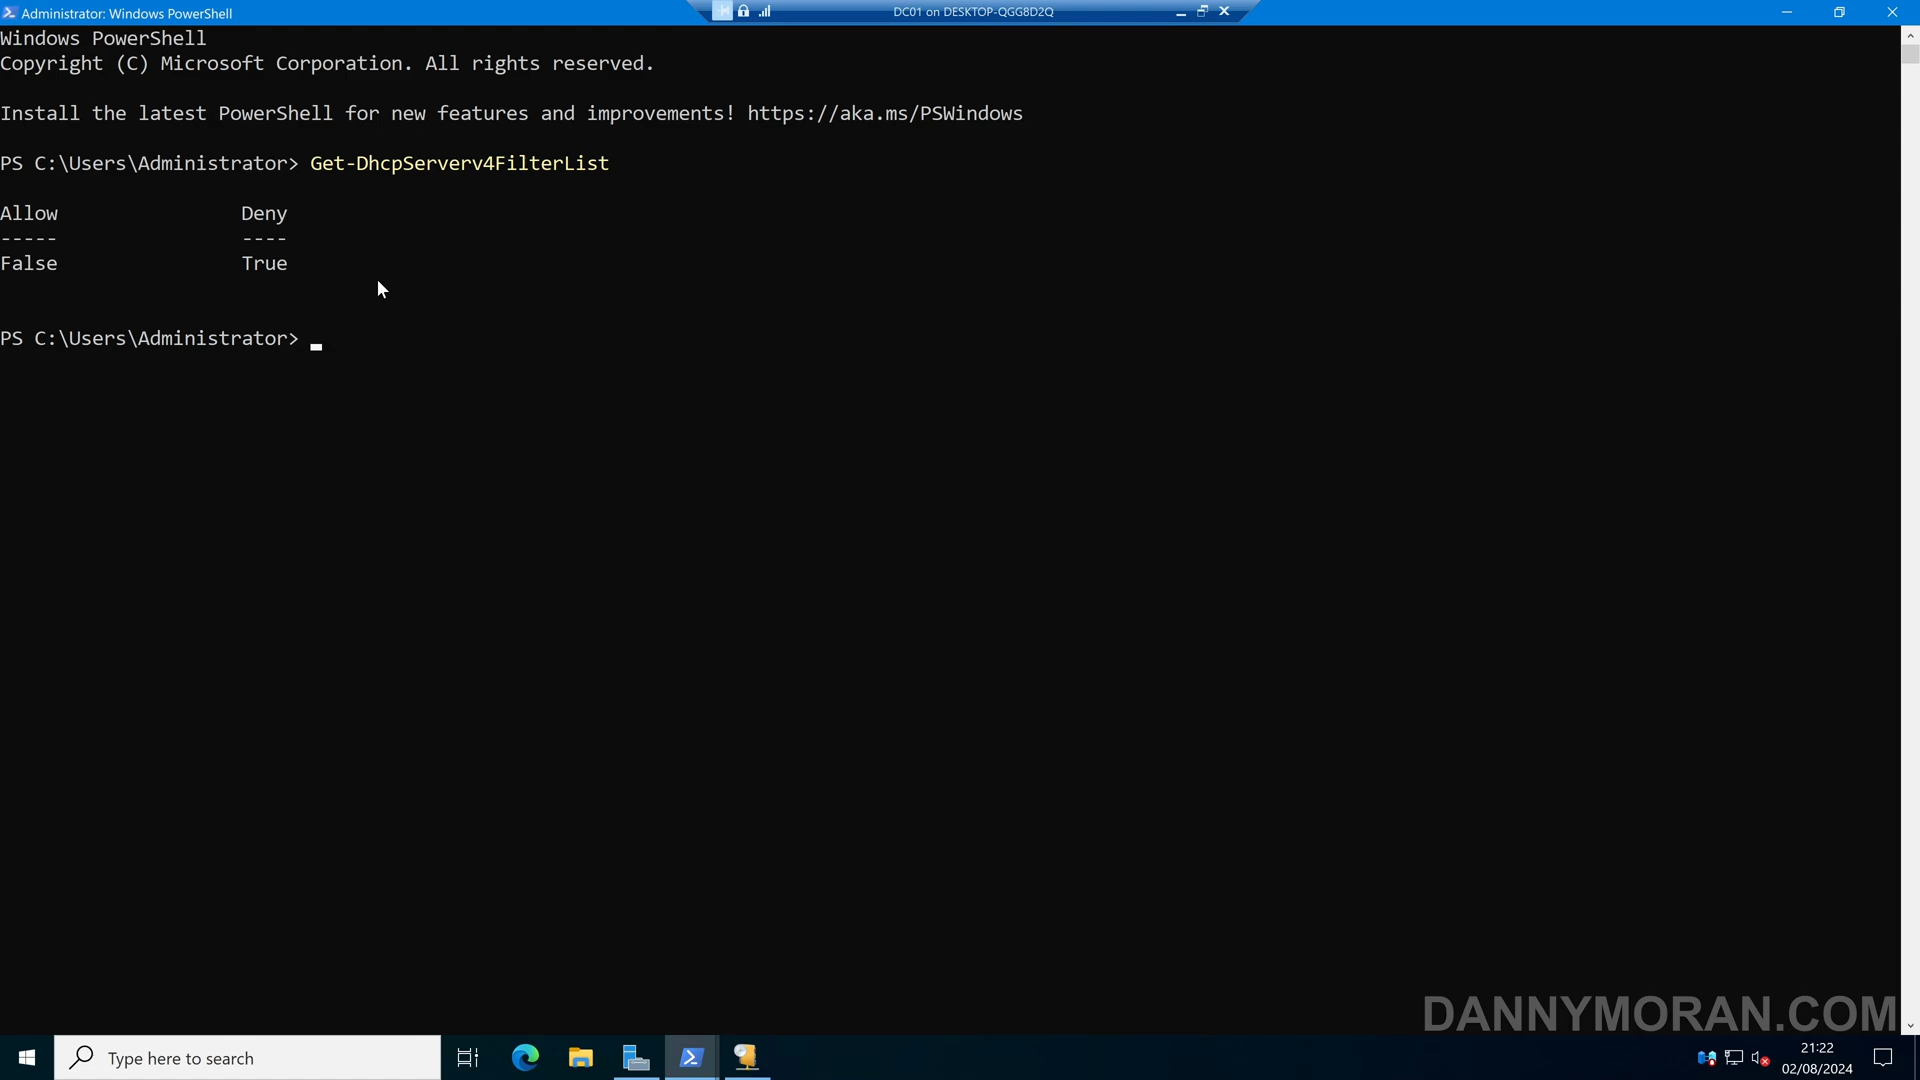 Administrator: Windows PowerShell
DC01 on DESKTOP-QGG8D2Q
Windows PowerShell
Copyright (C) Microsoft Corporation. All rights reserved.
Install the latest PowerShell for new features and improvements! https://aka.ms/PSWindows
PS C:\Users\Administrator> Get-DhcpServerv4FilterList
Allow Deny
----- ----
False True
PS C:\Users\Administrator>
DANNYMORAN.COM
Type here to search
21:22
02/08/2024